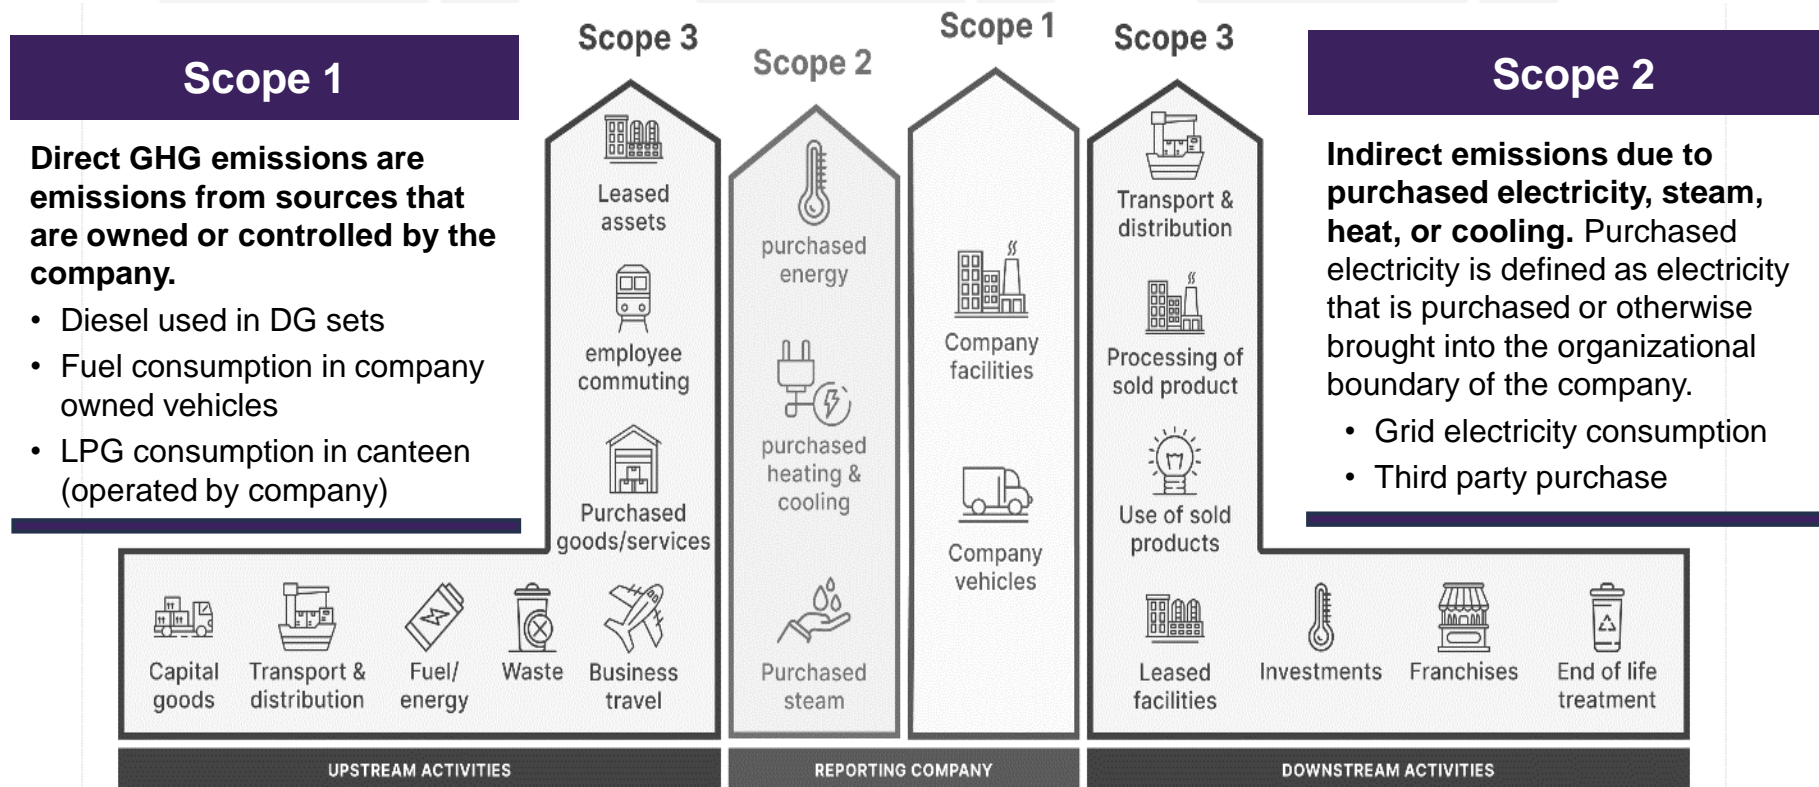 Scope 1
Direct GHG emissions are
emissions from sources that
are owned or controlled by the
company.
• Diesel used in DG sets
• Fuel consumption in company
owned vehicles
• LPG consumption in canteen
(operated by company)
Scope 3
Leased
assets
employee
commuting
Purchased
goods/services
Capital
goods
Transport &
distribution
Fuel/
energy
Waste
Business
travel
UPSTREAM ACTIVITIES
Scope 2
purchased
energy
purchased
heating &
cooling
Purchased
steam
Scope 1
Company
facilities
Company
vehicles
REPORTING COMPANY
Scope 3
Transport &
distribution
Processing of
sold product
Use of sold
products
Leased
facilities
Investments
Franchises
End of life
treatment
DOWNSTREAM ACTIVITIES
Scope 2
Indirect emissions due to
purchased electricity, steam,
heat, or cooling. Purchased
electricity is defined as electricity
that is purchased or otherwise
brought into the organizational
boundary of the company.
• Grid electricity consumption
• Third party purchase